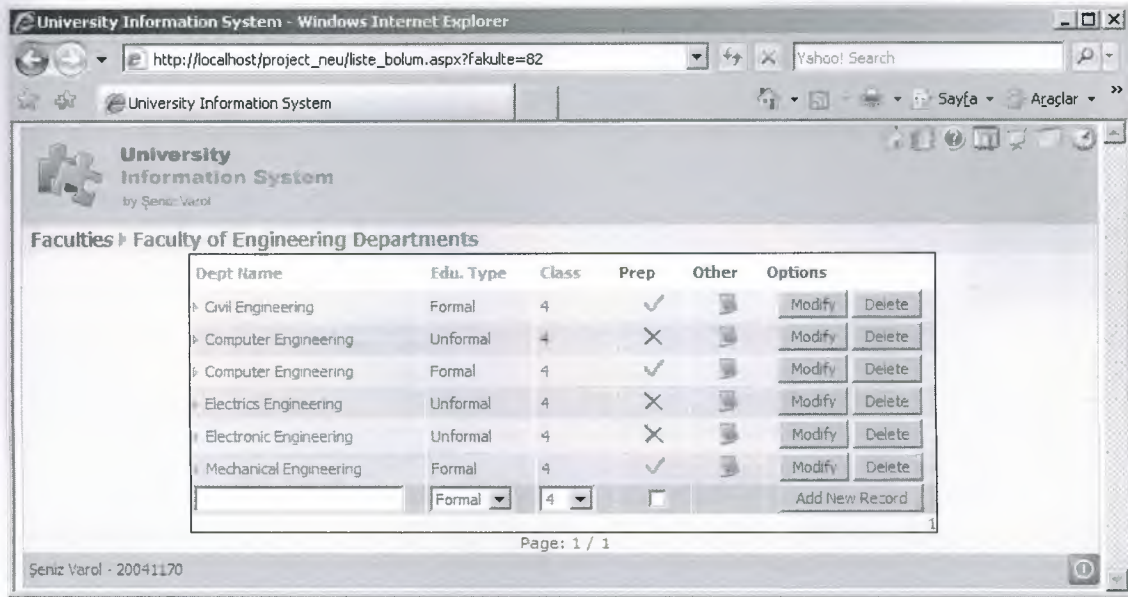 University Information System - Windows Internet Explorer
http://localhost/project_neu/liste_bolum.aspx?fakulte=82
Yahoo! Search
University Information System
Sayfa
Araçlar
University
Information System
by Şeniz Varol
Faculties Faculty of Engineering Departments
Dept Name Edu. Type Class Prep Other Options
Civil Engineering Formal 4 Modify Delete
Computer Engineering Unformal 4 Modify Delete
Computer Engineering Formal 4 Modify Delete
Electrics Engineering Unformal 4 Modify Delete
Electronic Engineering Unformal 4 Modify Delete
Mechanical Engineering Formal 4 Modify Delete
Formal 4 Add New Record
1
Page: 1 / 1
Şeniz Varol - 20041170